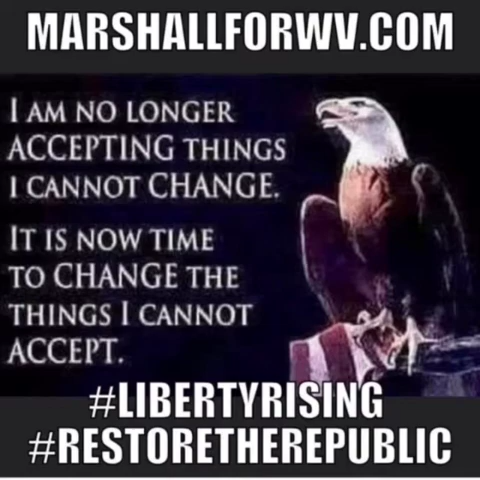 MARSHALLFORWV.COM
I AM NO LONGER
ACCEPTING THINGS
I CANNOT CHANGE.
IT IS NOW TIME
TO CHANGE THE
THINGS I CANNOT
ACCEPT.
#LIBERTYRISING
#RESTORETHEREPUBLIC